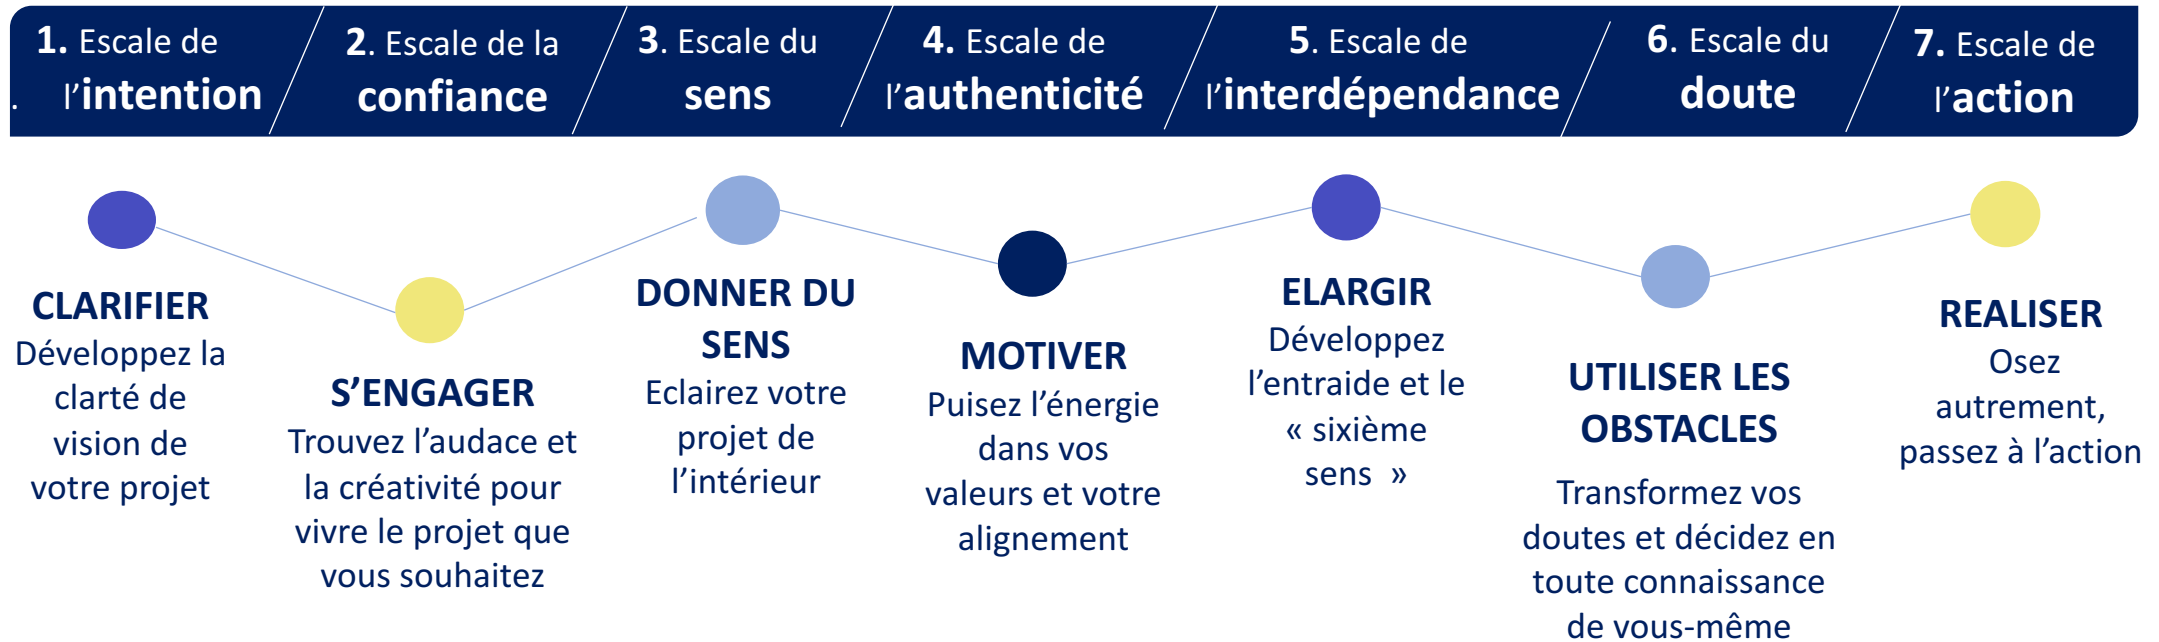 1. Escale de
. l'intention
2. Escale de la
confiance
3. Escale du
sens
4. Escale de
l'authenticité
5. Escale de
l'interdépendance
6. Escale du
doute
7. Escale de
l'action
CLARIFIER
Développez la
clarté de
vision de
votre projet
S’ENGAGER
Trouvez l’audace et
la créativité pour
vivre le projet que
vous souhaitez
DONNER DU
SENS
Eclairez votre
projet de
l’intérieur
MOTIVER
Puisez l’énergie
dans vos
valeurs et votre
alignement
ELARGIR
Développez
l’entraide et le
« sixième
sens »
UTILISER LES
OBSTACLES
Transformez vos
doutes et décidez en
toute connaissance
de vous-même
REALISER
Osez
autrement,
passez à l’action